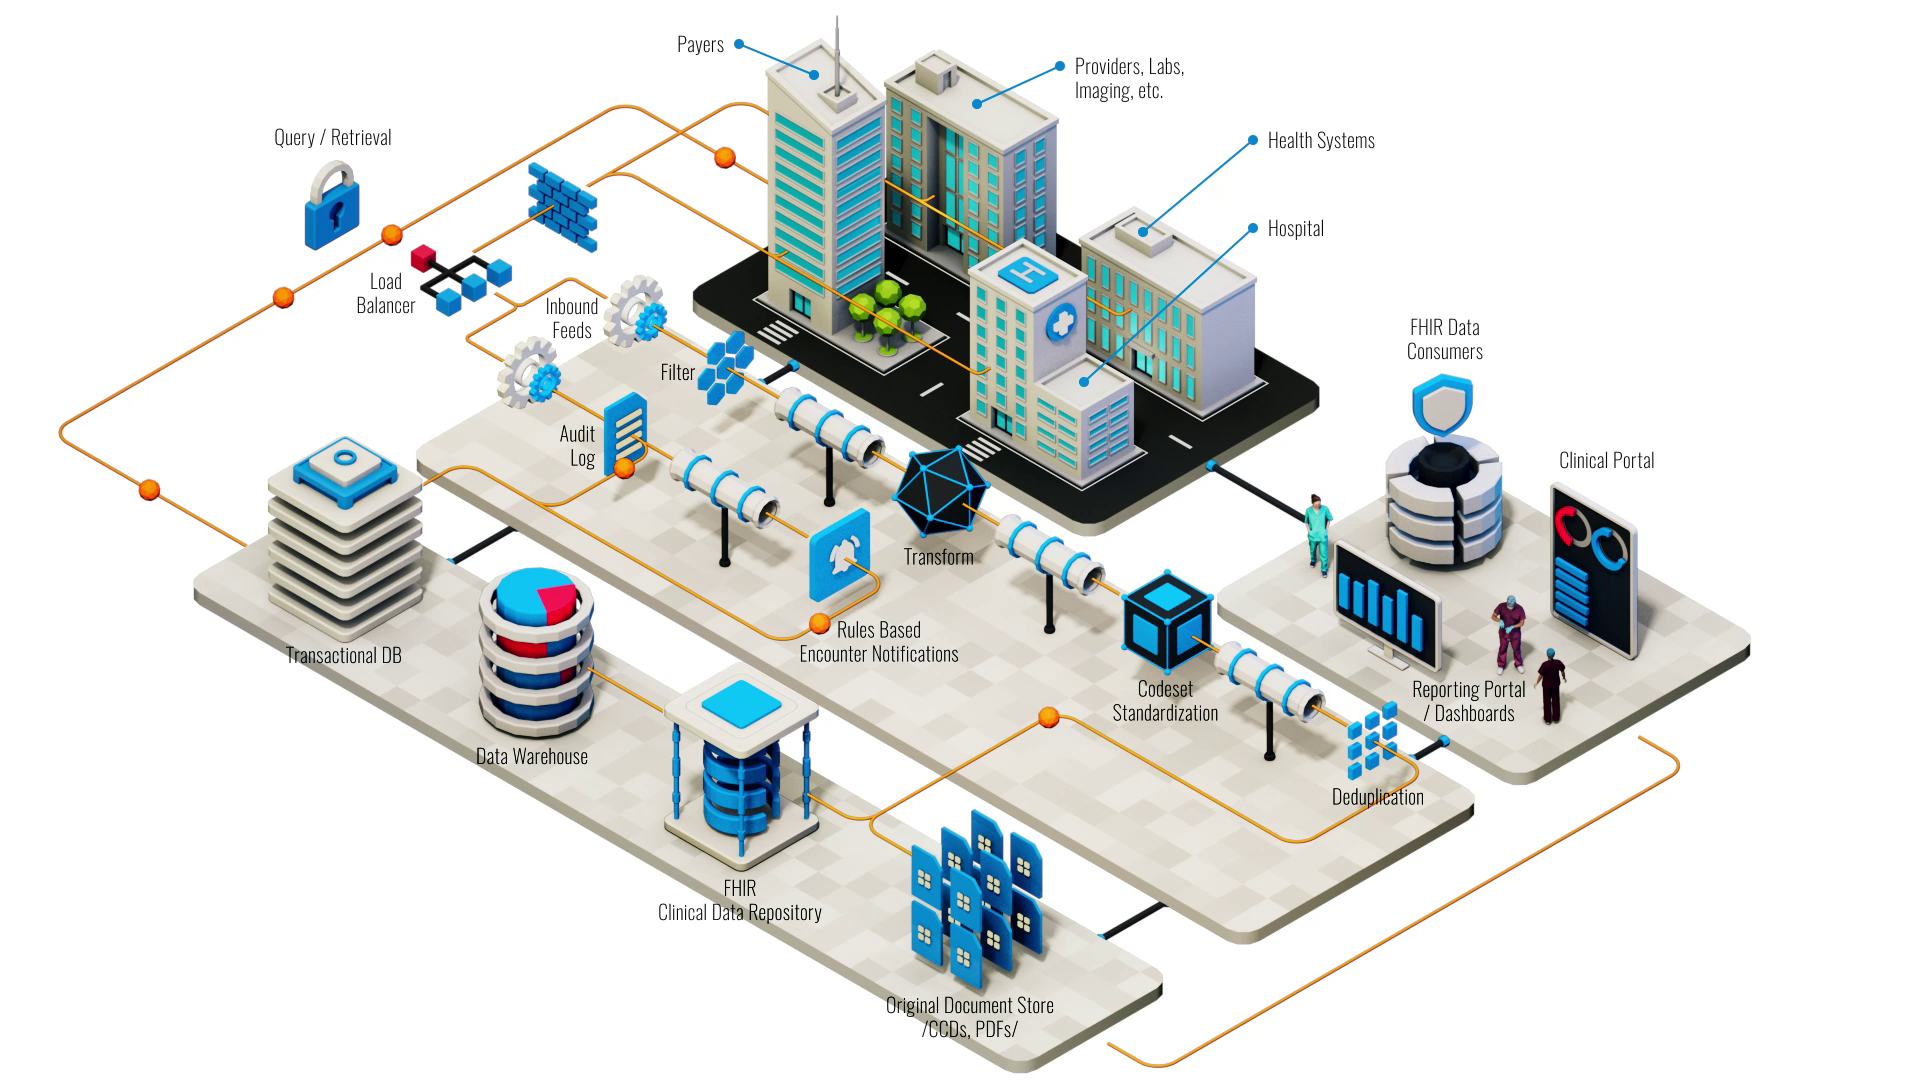 Payers
Providers, Labs,
Imaging, etc.
Query / Retrieval
Health Systems
Hospital
Load
Balancer
Inbound
Feeds
Filter
FHIR Data
Consumers
Audit
Log
Clinical Portal
Transform
Rules Based
Encounter Notifications
Transactional DB
Codeset
Standardization
Reporting Portal
/ Dashboards
Data Warehouse
Deduplication
FHIR
Clinical Data Repository
Original Document Store
/CCDs, PDFs/
H